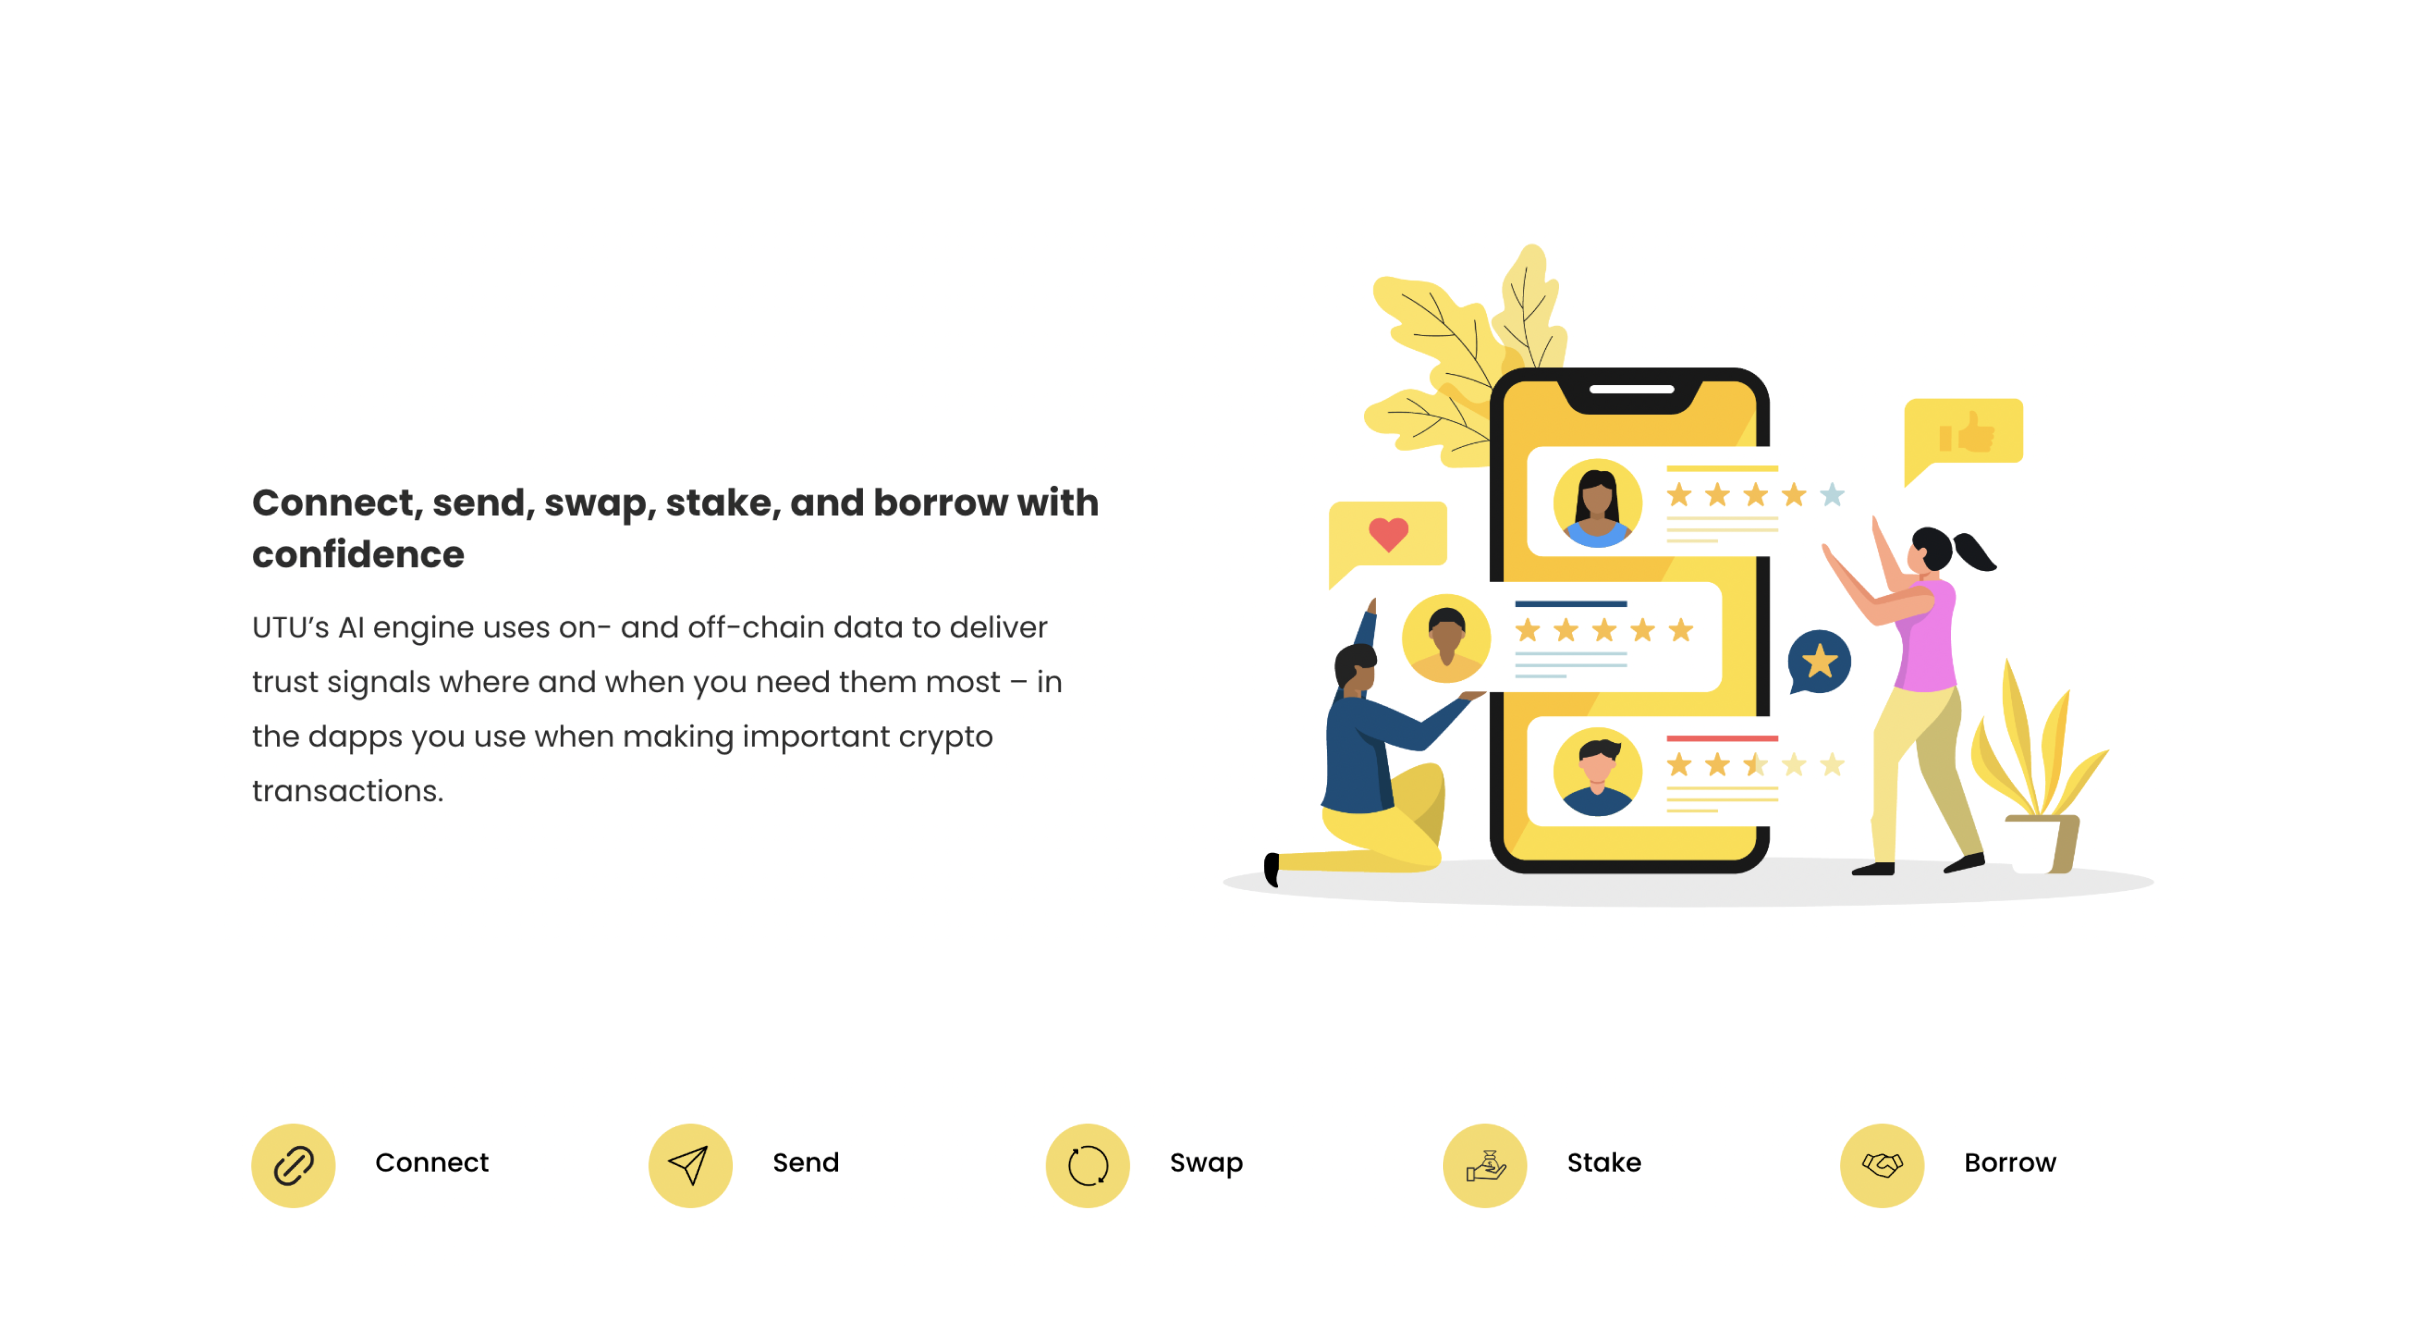 Connect, send, swap, stake, and borrow with
confidence
UTU’s AI engine uses on- and off-chain data to deliver
trust signals where and when you need them most – in
the dapps you use when making important crypto
transactions.
Connect
Send
Swap
Stake
Borrow